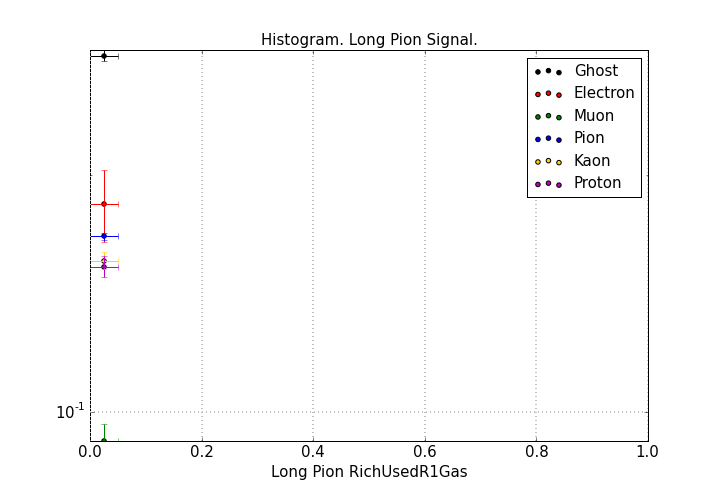 Histogram. Long Pion Signal.
Ghost
Electron
Muon
Pion
Kaon
Proton
10^-1
0.0 0.2 0.4 0.6 0.8 1.0
Long Pion RichUsedR1Gas